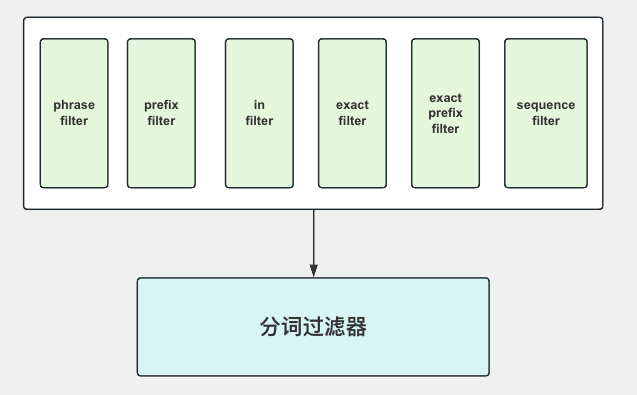 phrase
filter
prefix
filter
in
filter
exact
filter
exact
prefix
filter
sequence
filter
分词过滤器